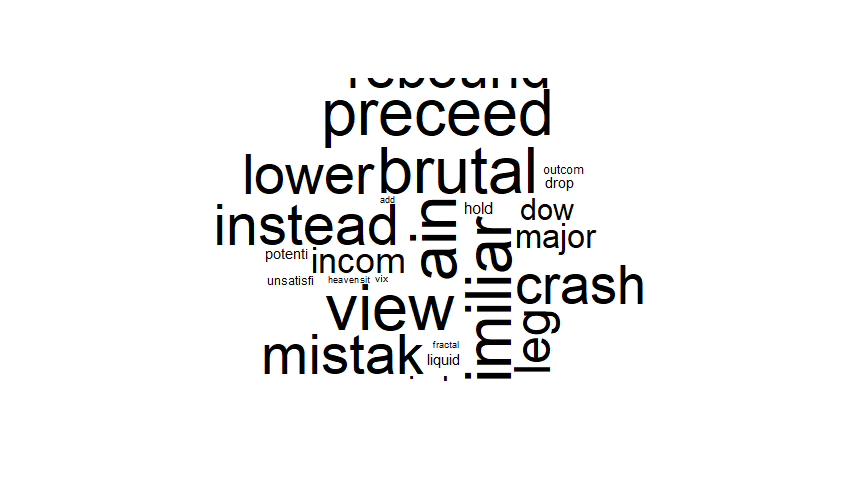 rebound
preceed
lower brutal
outcom
drop
add
instead
ain
hold
dow
major
potenti
incom
imiliar
unsatisfi
heavensit
vix
crash
view
leg
mistak
fractal
liquid